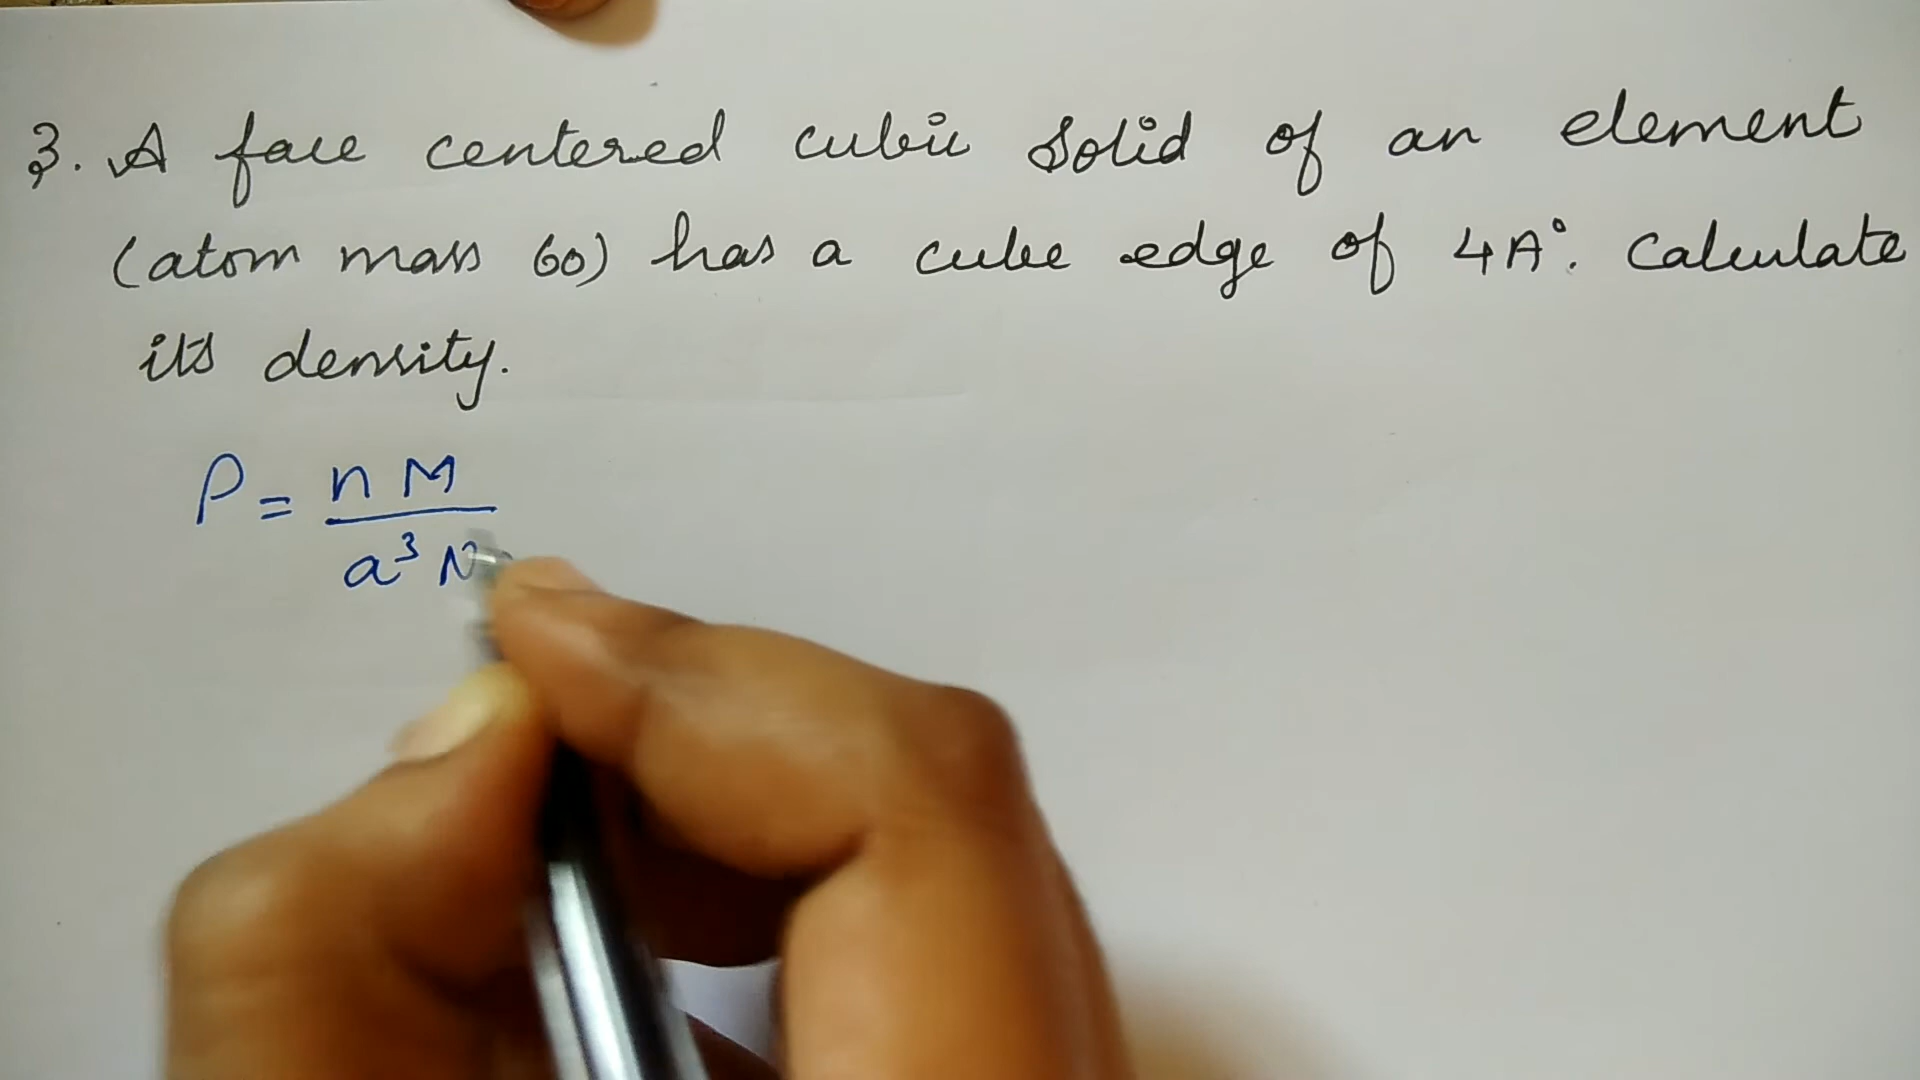 3. A face centered cubic solid of an element
(atom mass 60) has a cube edge of 4A°. Calculate
its density.
ρ = n M
a³ N